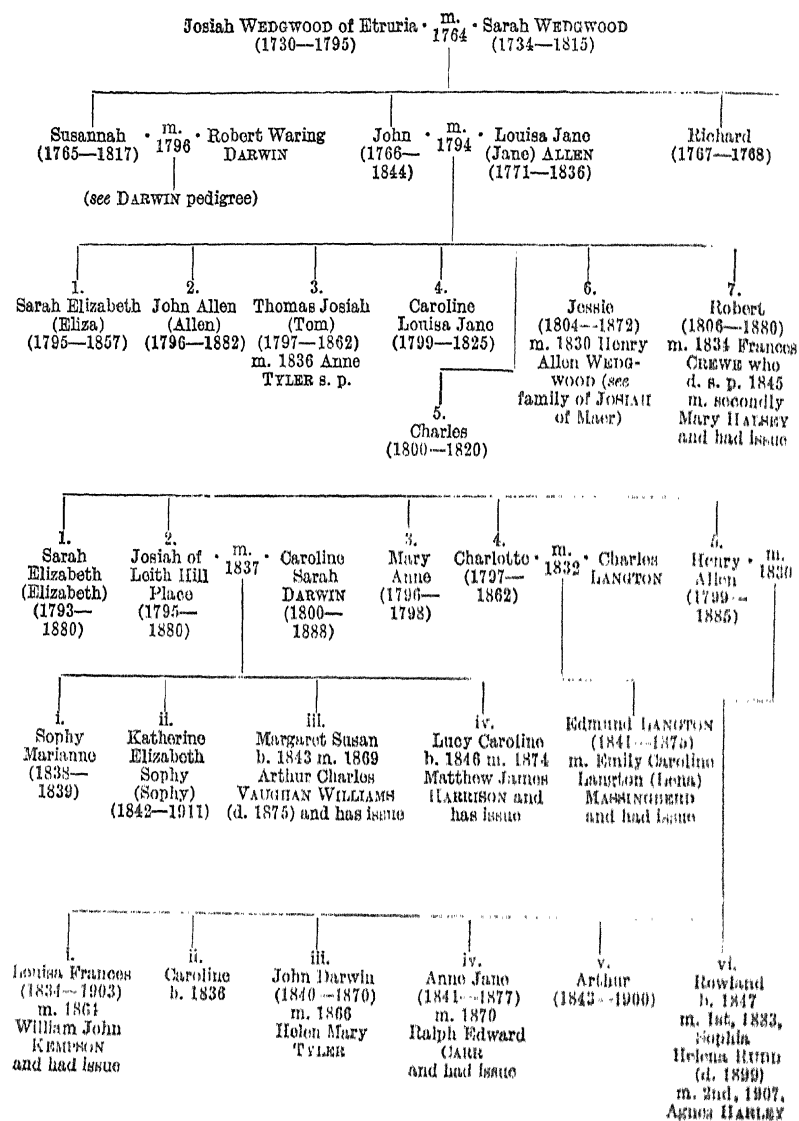 Josiah WEDGWOOD of Etruria · m. 1764 · Sarah WEDGWOOD
(1730—1795)
(1734—1815)
Susannah
(1765—1817)
· m. 1796 ·
Robert Waring
DARWIN
John
(1766—
1844)
· m. 1794 ·
Louisa Jane
(Jane) ALLEN
(1771—1836)
Richard
(1767—1768)
(see DARWIN pedigree)
1.
Sarah Elizabeth
(Eliza)
(1795—1857)
2.
John Allen
(Allen)
(1796—1882)
3.
Thomas Josiah
(Tom)
(1797—1862)
m. 1836 Anne
TYLER s. p.
4.
Caroline
Louisa Jane
(1799—1825)
5.
Charles
(1800—1820)
6.
Jessie
(1804—1872)
m. 1830 Henry
Allen WEDG-
WOOD (see
family of JOSIAH
of Maer)
7.
Robert
(1806—1880)
m. 1834 Frances
CREWE who
d. s. p. 1845
m. secondly
Mary HALSEY
and had issue
1.
Sarah
Elizabeth
(Elizabeth)
(1793—
1880)
2.
Josiah of
Leith Hill
Place
(1795—
1880)
· m. 1837 ·
Caroline
Sarah
DARWIN
(1800—
1888)
3.
Mary
Anne
(1796—
1798)
4.
Charlotte
(1797—
1862)
· m. 1832 ·
Charles
LANGTON
5.
Henry
Allen
(1799—
1885)
· m. 1830
i.
Sophy
Marianne
(1838—
1839)
ii.
Katherine
Elizabeth
Sophy
(Sophy)
(1842—1911)
iii.
Margaret Susan
b. 1843 m. 1869
Arthur Charles
VAUGHAN WILLIAMS
(d. 1875) and has issue
iv.
Lucy Caroline
b. 1846 m. 1874
Matthew James
HARRISON and
has issue
Edmund LANGTON
(1841—1875)
m. Emily Caroline
Langton (Lena)
MASSINGBERD
and had issue
i.
Louisa Frances
(1834—1903)
m. 1864
William John
KEMPSON
and had issue
ii.
Caroline
b. 1836
iii.
John Darwin
(1840—1870)
m. 1866
Helen Mary
TYLER
iv.
Anne Jane
(1841—1877)
m. 1870
Ralph Edward
CARR
and had issue
v.
Arthur
(1843—1900)
vi.
Rowland
b. 1847
m. 1st, 1883,
Sophia
Helena RUDD
(d. 1899)
m. 2nd, 1907,
Agnes HARLEY